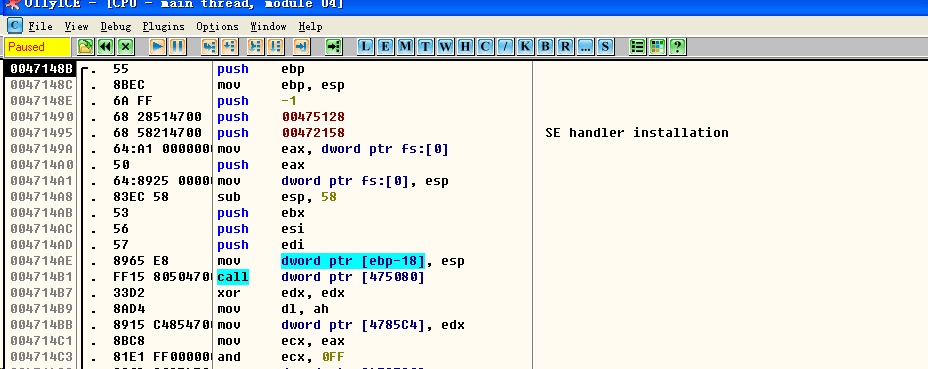 OllyICE - [CPU - main thread, module 04]
C File View Debug Plugins Options Window Help
Paused L E M T W H C / K B R ... S ?
0047148B . 55 push ebp
0047148C . 8BEC mov ebp, esp
0047148E . 6A FF push -1
00471490 . 68 28514700 push 00475128
00471495 . 68 58214700 push 00472158 SE handler installation
0047149A . 64:A1 0000000 mov eax, dword ptr fs:[0]
004714A0 . 50 push eax
004714A1 . 64:8925 0000 mov dword ptr fs:[0], esp
004714A8 . 83EC 58 sub esp, 58
004714AB . 53 push ebx
004714AC . 56 push esi
004714AD . 57 push edi
004714AE . 8965 E8 mov dword ptr [ebp-18], esp
004714B1 . FF15 80504700 call dword ptr [475080]
004714B7 . 33D2 xor edx, edx
004714B9 . 8AD4 mov dl, ah
004714BB . 8915 C4854700 mov dword ptr [4785C4], edx
004714C1 . 8BC8 mov ecx, eax
004714C3 . 81E1 FF000000 and ecx, 0FF